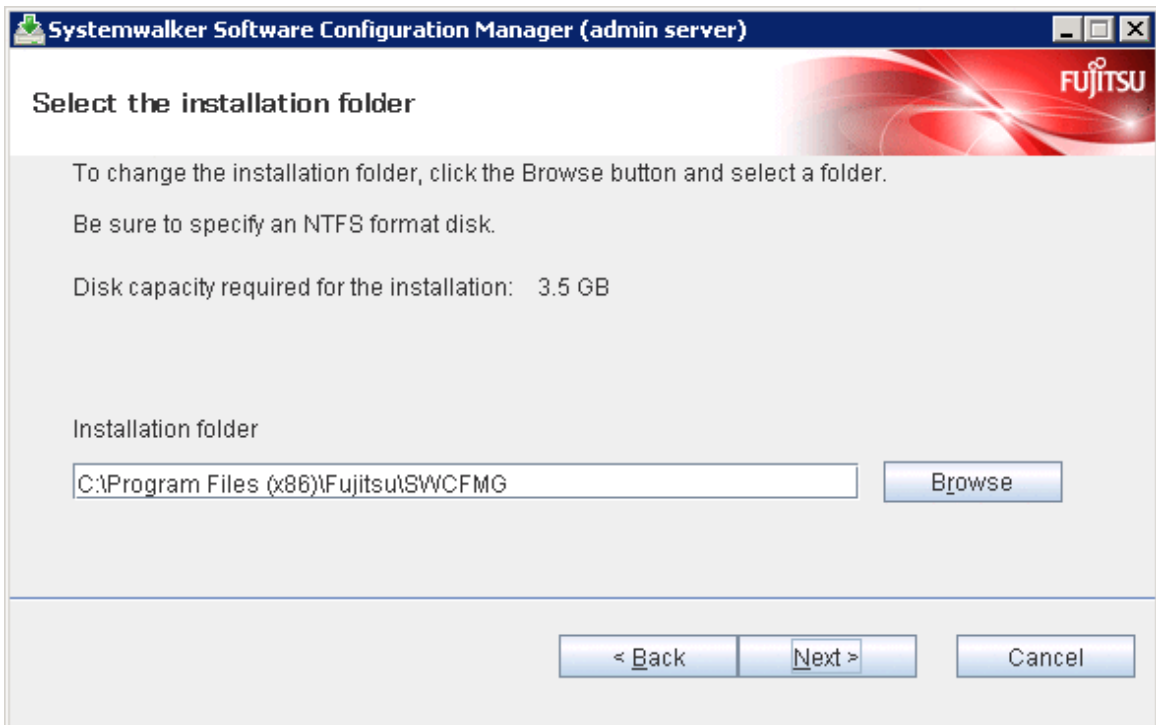 Systemwalker Software Configuration Manager (admin server)
FUJITSU
Select the installation folder
To change the installation folder, click the Browse button and select a folder.
Be sure to specify an NTFS format disk.
Disk capacity required for the installation: 3.5 GB
Installation folder
C:\Program Files (x86)\Fujitsu\SWCFMG
Browse
< Back
Next >
Cancel